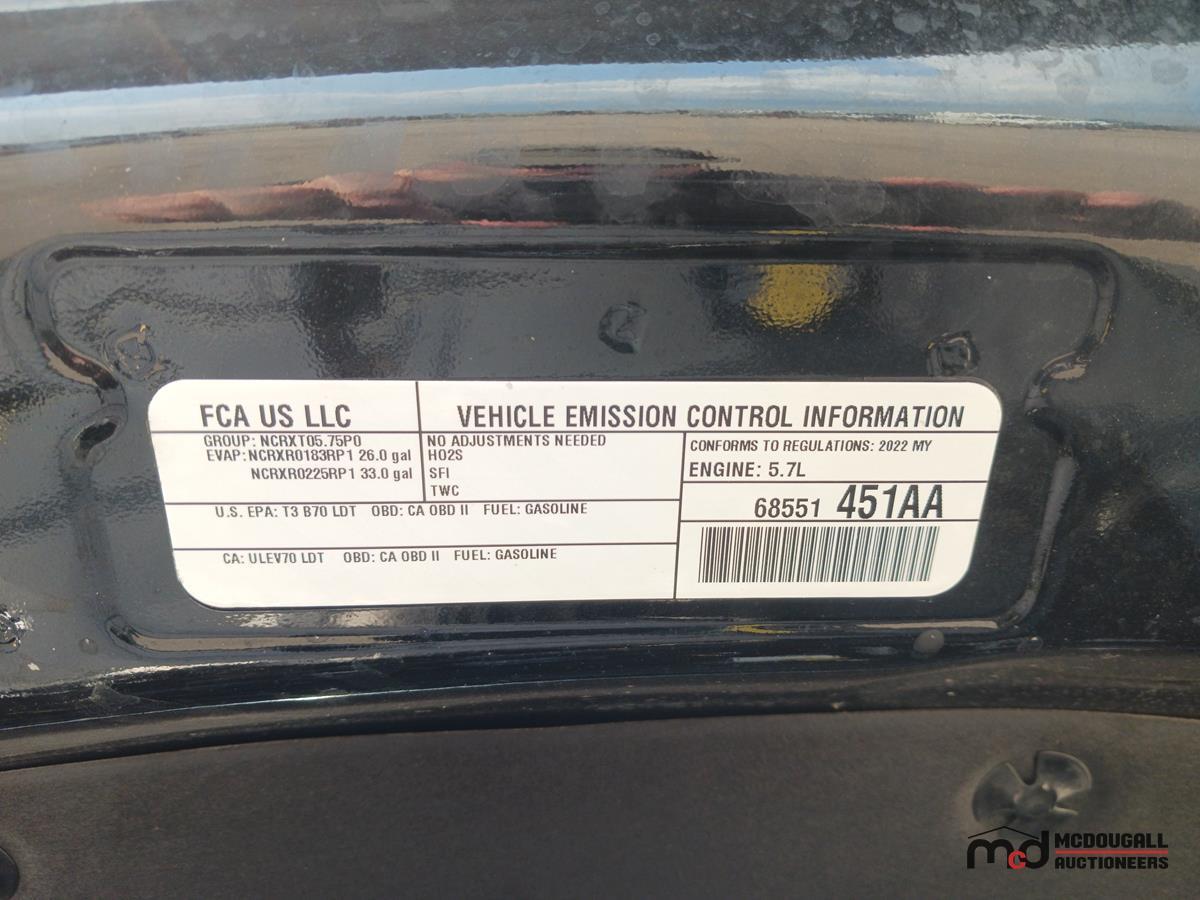 FCA US LLC
VEHICLE EMISSION CONTROL INFORMATION
GROUP: NCRXT05.75P0
EVAP: NCRXR0183RP1 26.0 gal
NCRXR0225RP1 33.0 gal
NO ADJUSTMENTS NEEDED
HO2S
SFI
TWC
CONFORMS TO REGULATIONS: 2022 MY
ENGINE: 5.7L
68551 451AA
U.S. EPA: T3 B70 LDT OBD: CA OBD II FUEL: GASOLINE
CA: ULEV70 LDT OBD: CA OBD II FUEL: GASOLINE
mcd MCDOUGALL
AUCTIONEERS